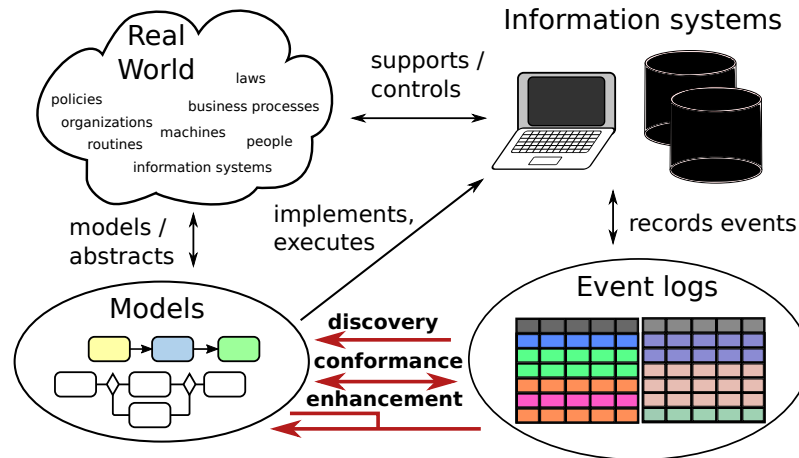 Real
World
laws
policies
business processes
organizations
machines
routines
people
information systems
supports /
controls
Information systems
models /
abstracts
implements,
executes
records events
Models
discovery
conformance
enhancement
Event logs